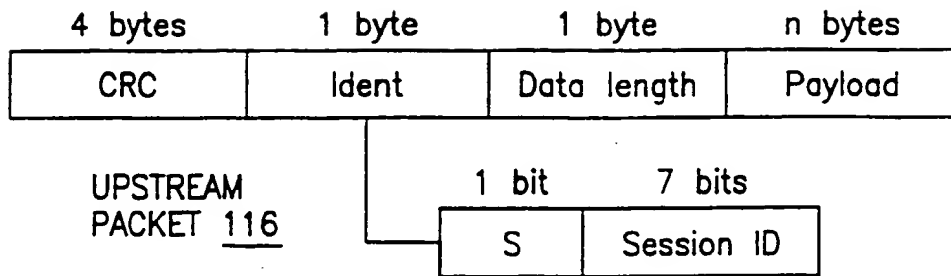 4 bytes 1 byte 1 byte n bytes
CRC Ident Data length Payload
UPSTREAM
PACKET 116
1 bit 7 bits
S Session ID